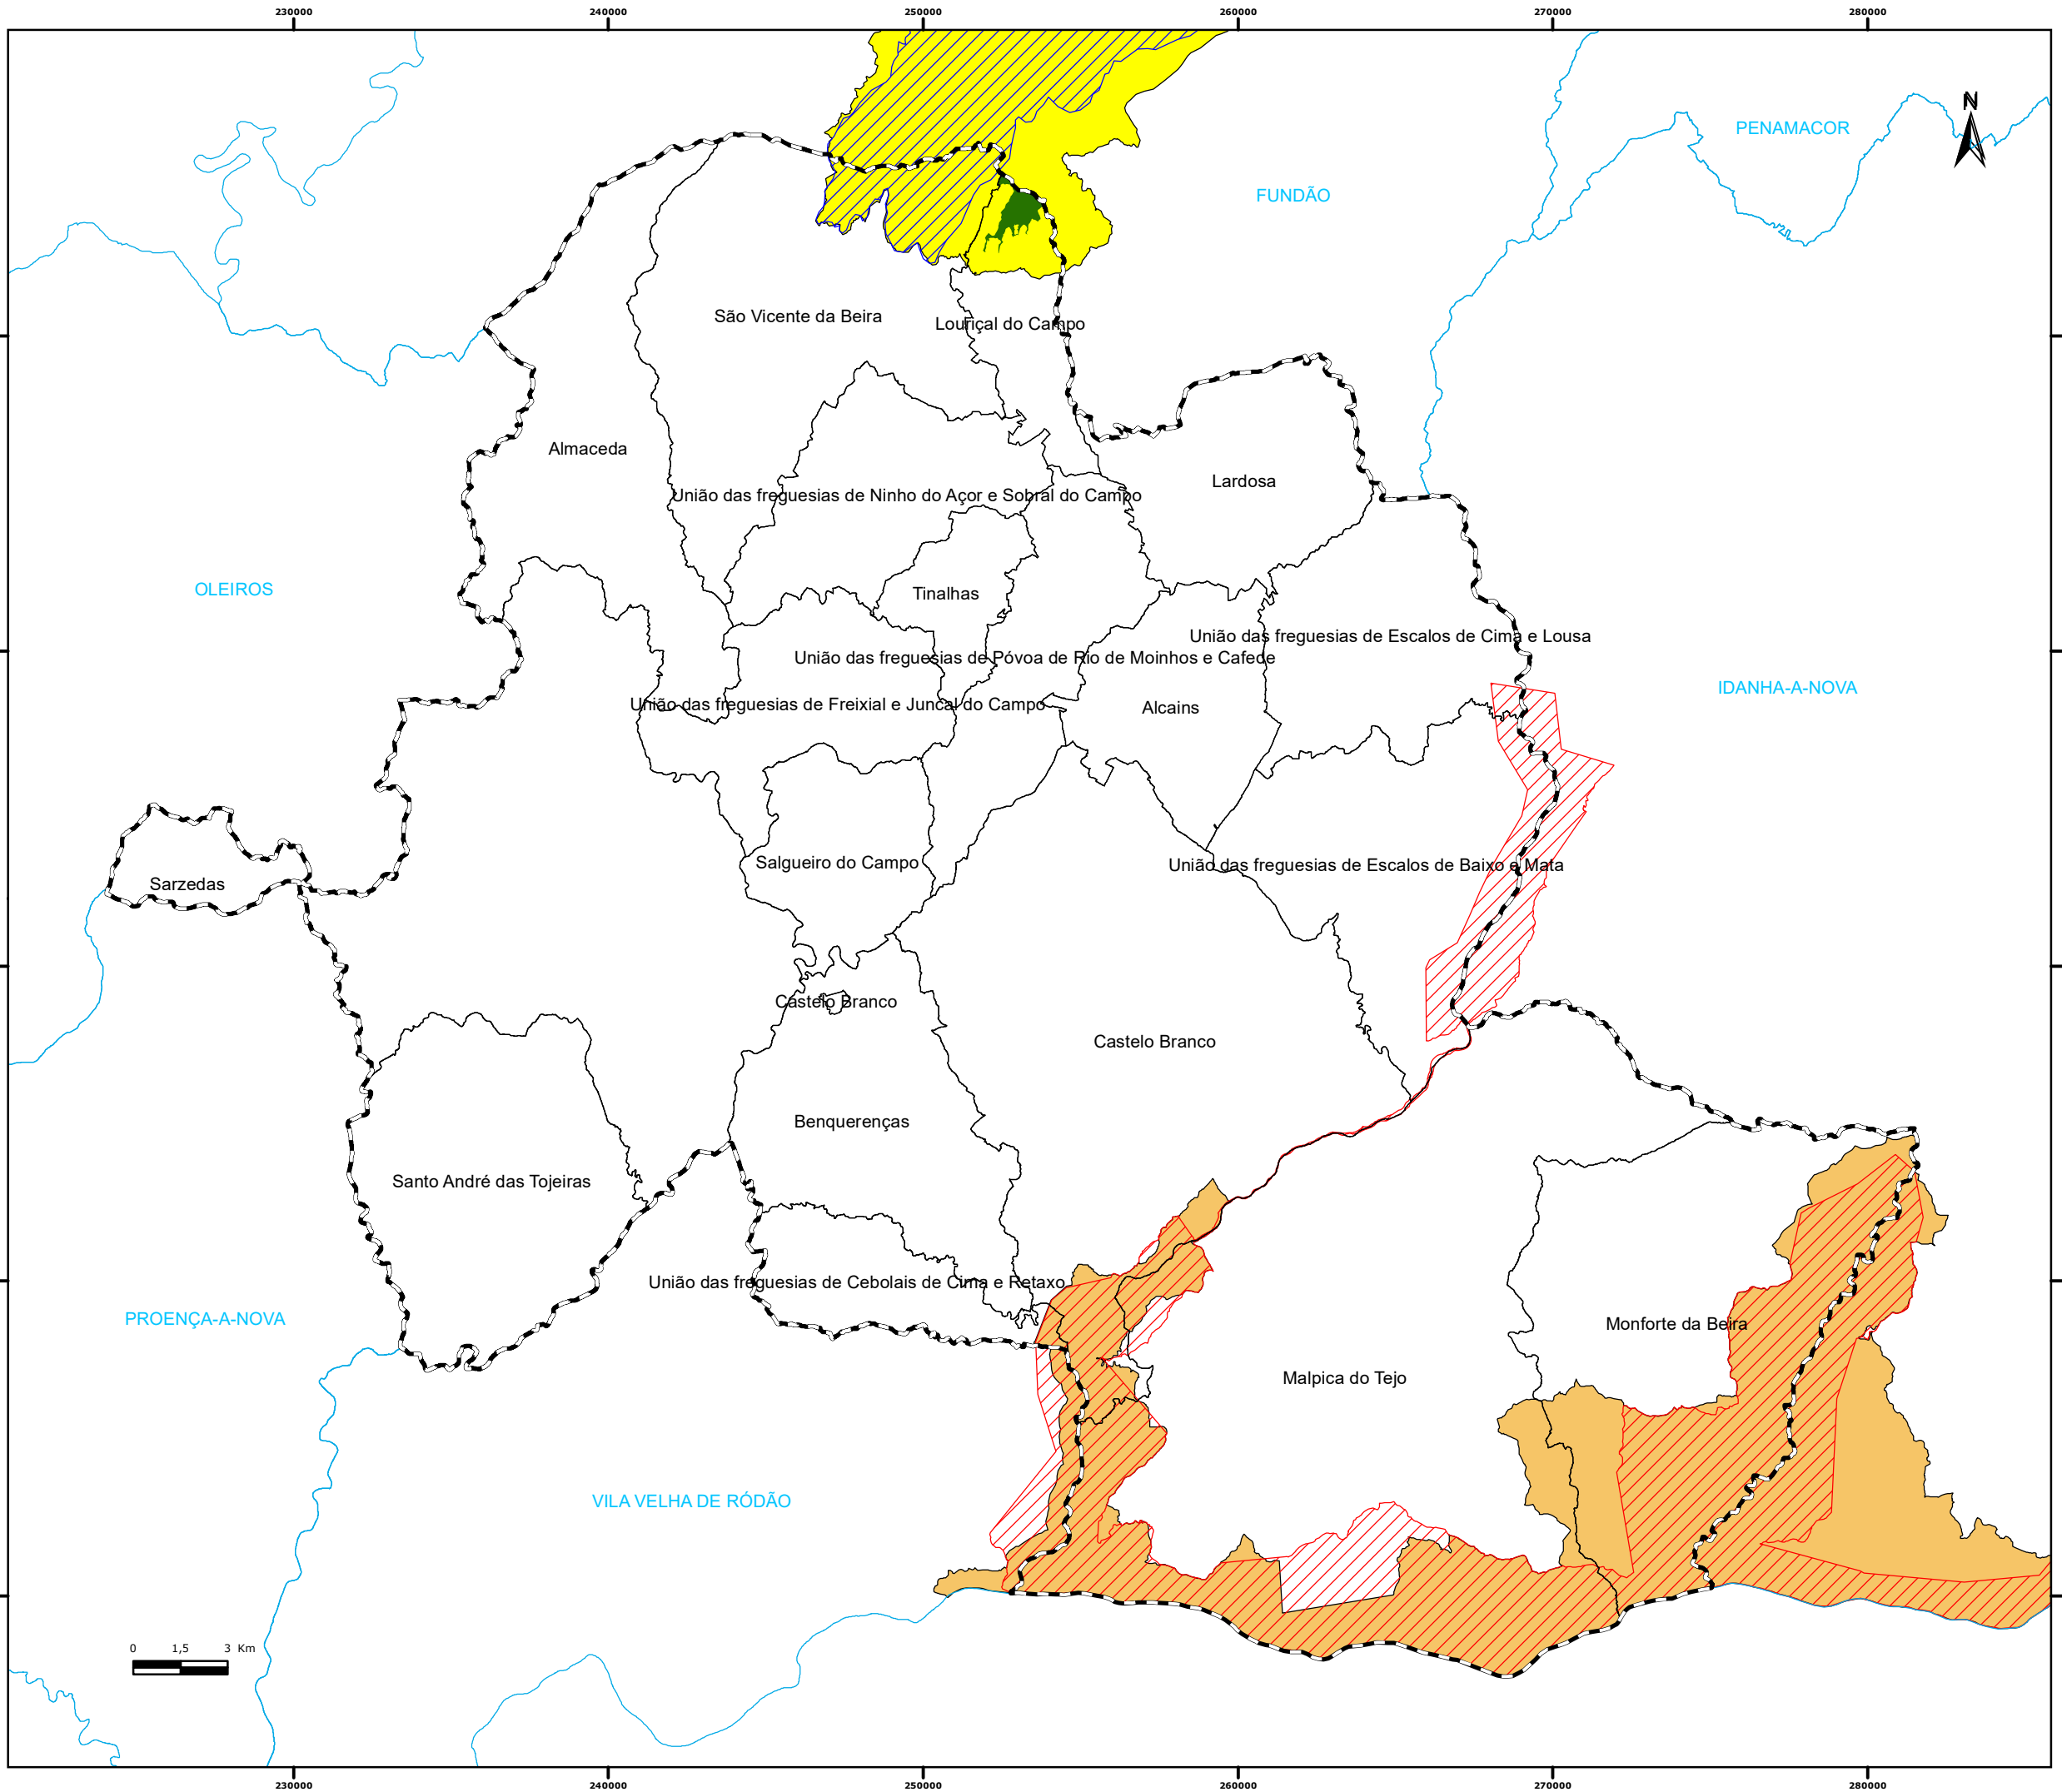 230000 240000 250000 260000 270000 280000
N
PENAMACOR
FUNDÃO
São Vicente da Beira
Louriçal do Campo
Almaceda
Lardosa
União das freguesias de Ninho do Açor e Sobral do Campo
OLEIROS
Tinalhas
União das freguesias de Escalos de Cima e Lousa
União das freguesias de Póvoa de Rio de Moinhos e Cafede
IDANHA-A-NOVA
União das freguesias de Freixial e Juncal do Campo
Alcains
Salgueiro do Campo
União das freguesias de Escalos de Baixo e Mata
Sarzedas
Castelo Branco
Castelo Branco
Benquerenças
Santo André das Tojeiras
União das freguesias de Cebolais de Cima e Retaxo
PROENÇA-A-NOVA
Monforte da Beira
Malpica do Tejo
VILA VELHA DE RÓDÃO
0 1,5 3 Km
230000 240000 250000 260000 270000 280000